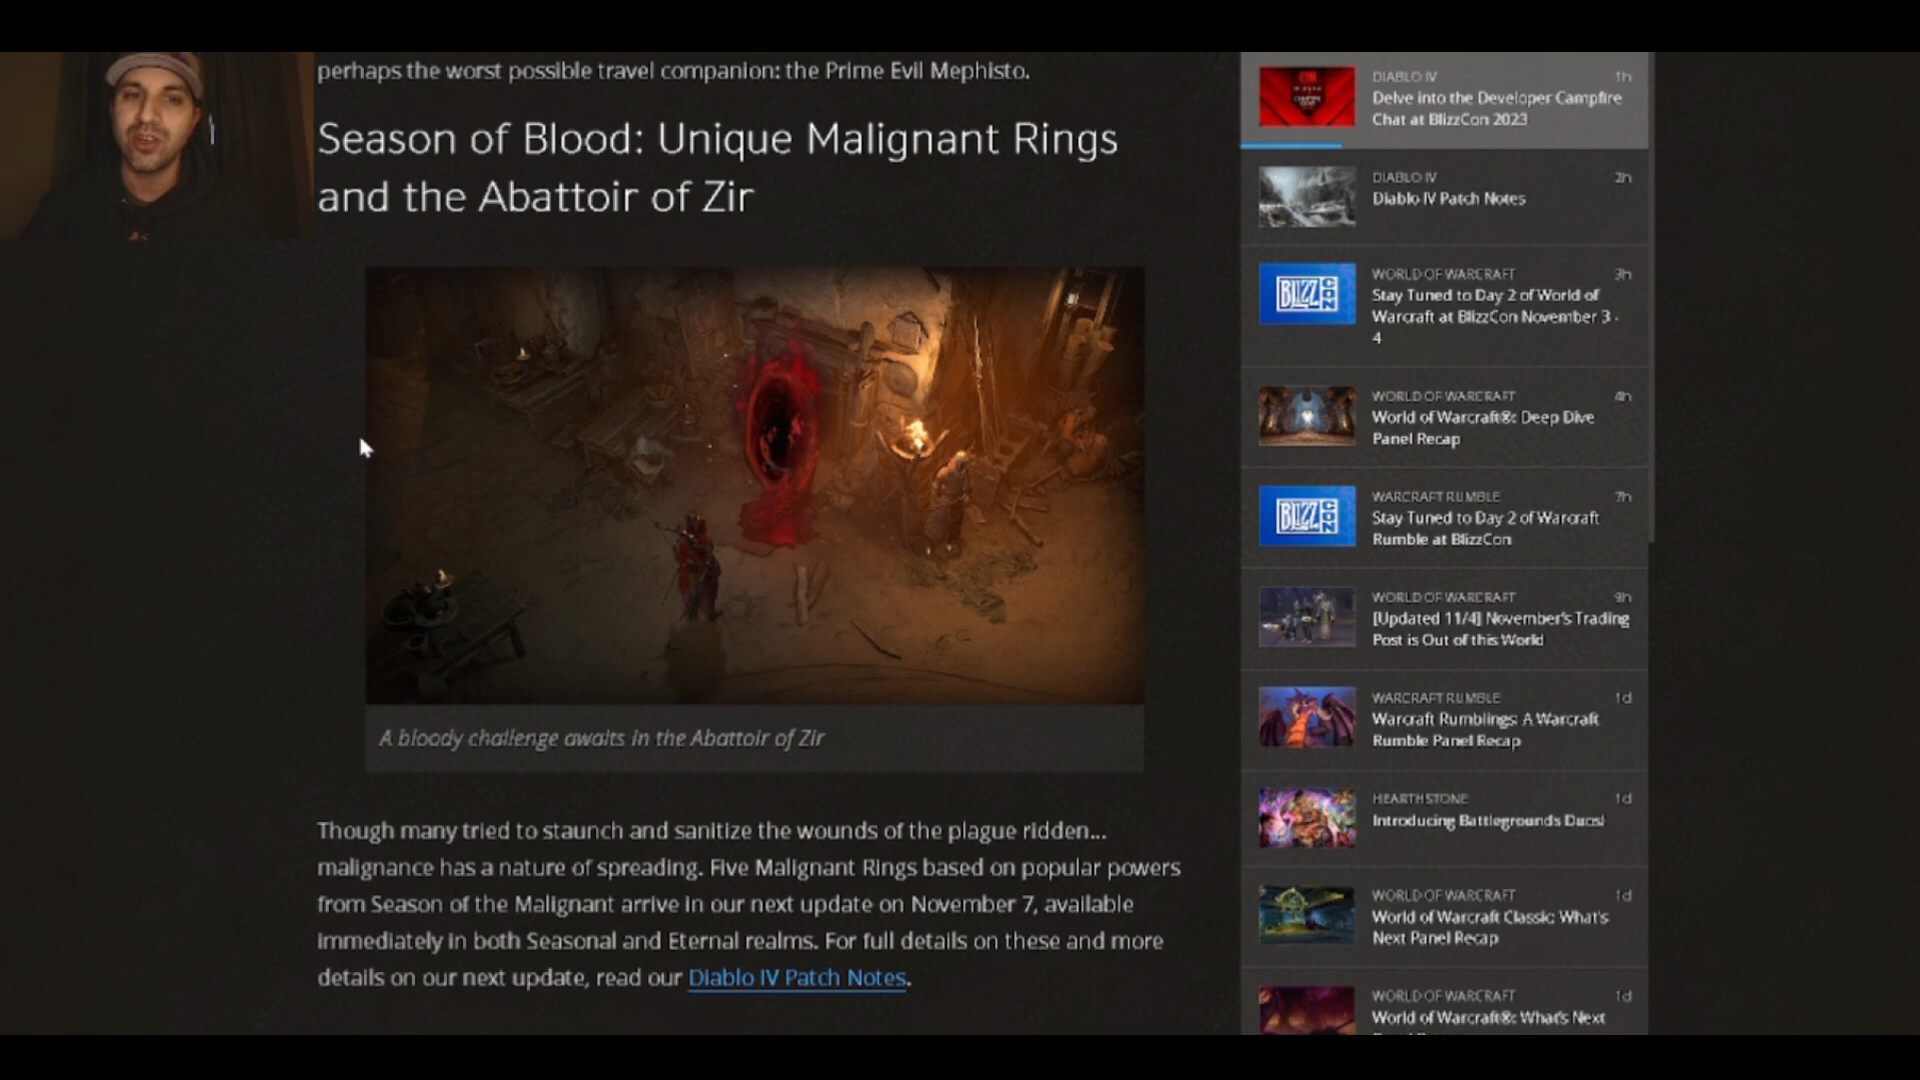 perhaps the worst possible travel companion: the Prime Evil Mephisto.
Season of Blood: Unique Malignant Rings
and the Abattoir of Zir
A bloody challenge awaits in the Abattoir of Zir
Though many tried to staunch and sanitize the wounds of the plague ridden...
malignance has a nature of spreading. Five Malignant Rings based on popular powers
from Season of the Malignant arrive in our next update on November 7, available
immediately in both Seasonal and Eternal realms. For full details on these and more
details on our next update, read our Diablo IV Patch Notes.
DIABLO IV 1h
Delve into the Developer Campfire
Chat at BlizzCon 2023
DIABLO IV 2h
Diablo IV Patch Notes
BLIZZ CON
WORLD OF WARCRAFT 3h
Stay Tuned to Day 2 of World of
Warcraft at BlizzCon November 3 -
4
WORLD OF WARCRAFT 4h
World of Warcraft®: Deep Dive
Panel Recap
BLIZZ CON
WARCRAFT RUMBLE 7h
Stay Tuned to Day 2 of Warcraft
Rumble at BlizzCon
WORLD OF WARCRAFT 9h
[Updated 11/4] November's Trading
Post is Out of this World
WARCRAFT RUMBLE 1d
Warcraft Rumblings: A Warcraft
Rumble Panel Recap
HEARTHSTONE 1d
Introducing Battlegrounds Duos!
WORLD OF WARCRAFT 1d
World of Warcraft Classic: What's
Next Panel Recap
WORLD OF WARCRAFT 1d
World of Warcraft®: What's Next